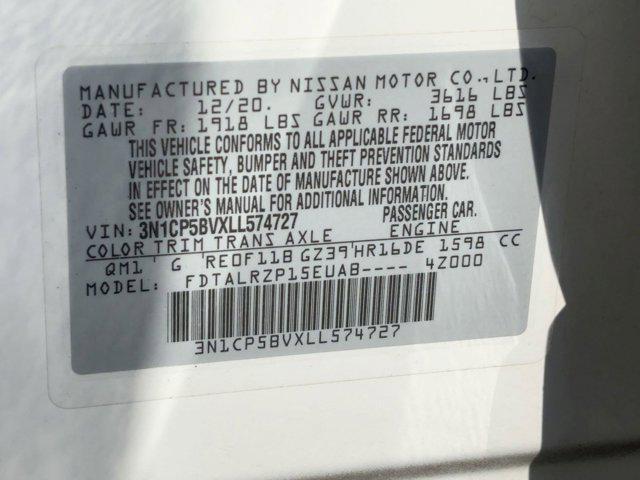 MANUFACTURED BY NISSAN MOTOR CO., LTD.
DATE: 12/20. GVWR: 3616 LBS
GAWR FR: 1918 LBS GAWR RR: 1698 LBS
THIS VEHICLE CONFORMS TO ALL APPLICABLE FEDERAL MOTOR
VEHICLE SAFETY, BUMPER AND THEFT PREVENTION STANDARDS
IN EFFECT ON THE DATE OF MANUFACTURE SHOWN ABOVE.
SEE OWNER'S MANUAL FOR ADDITIONAL INFORMATION.
VIN: 3N1CP5BVXLL574727 PASSENGER CAR.
COLOR TRIM TRANS AXLE ENGINE
QM1 ' G 'RE0F11B GZ39'HR16DE 1598 CC
MODEL: FDTALRZP15EUAB---- 4Z000
3N1CP5BVXLL574727